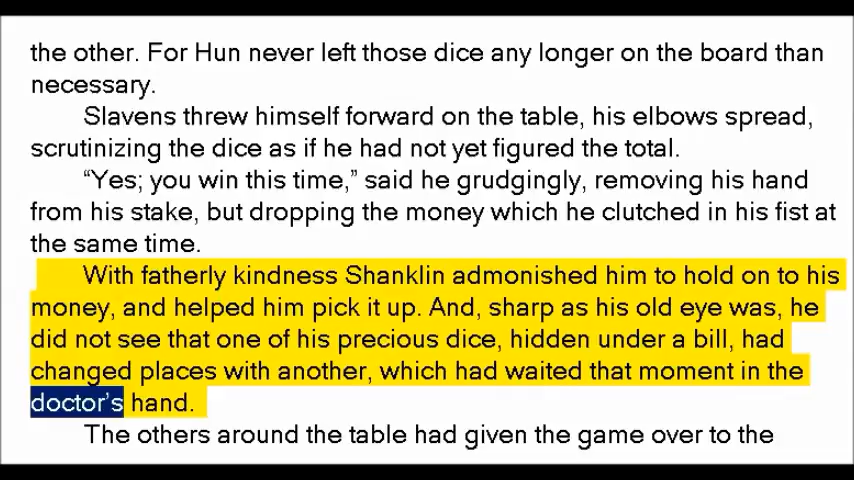 the other. For Hun never left those dice any longer on the board than
necessary.
Slavens threw himself forward on the table, his elbows spread,
scrutinizing the dice as if he had not yet figured the total.
“Yes; you win this time,” said he grudgingly, removing his hand
from his stake, but dropping the money which he clutched in his fist at
the same time.
With fatherly kindness Shanklin admonished him to hold on to his
money, and helped him pick it up. And, sharp as his old eye was, he
did not see that one of his precious dice, hidden under a bill, had
changed places with another, which had waited that moment in the
doctor’s hand.
The others around the table had given the game over to the